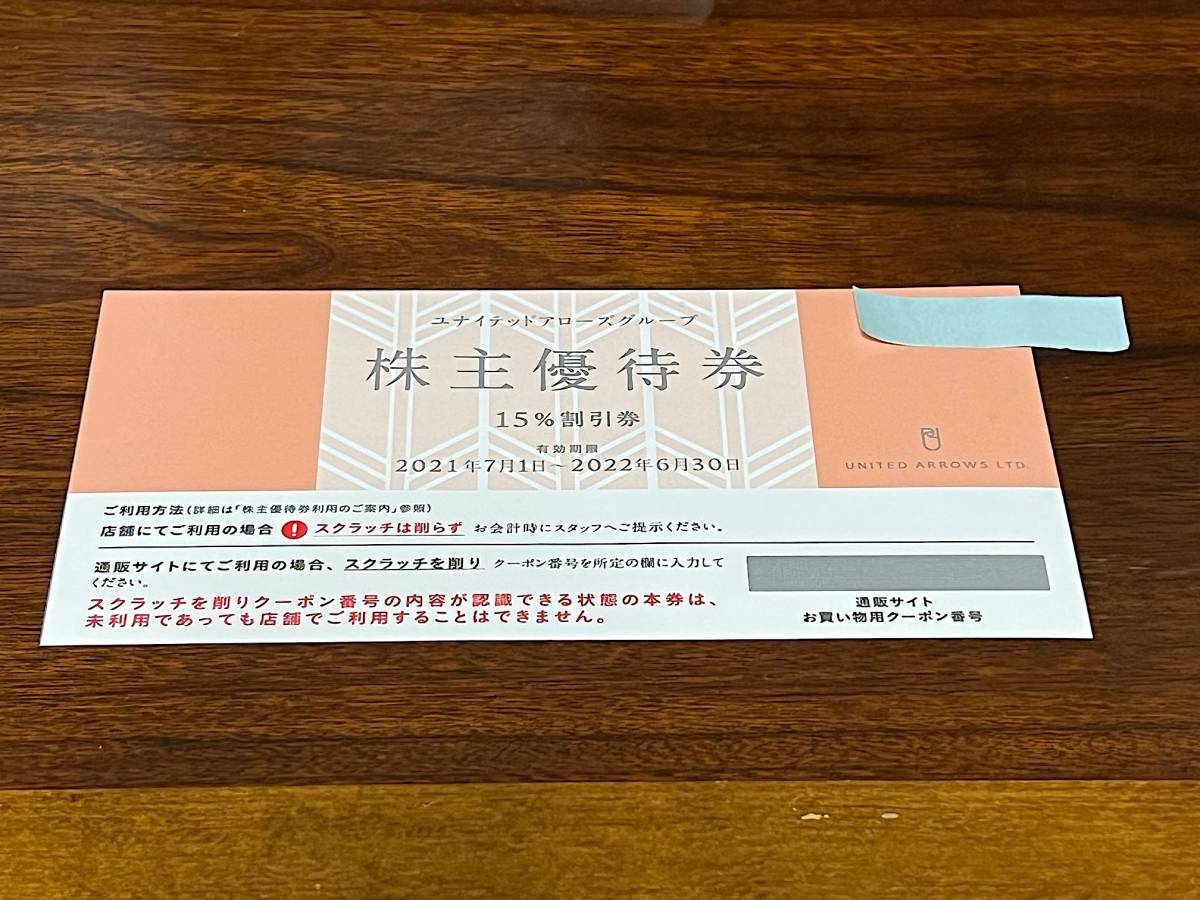 ユナイテッドアローズグループ
株主優待券
15%割引券
有効期限
2021年7月1日~2022年6月30日
UNITED ARROWS LTD.
ご利用方法(詳細は「株主優待券利用のご案内」参照)
店舗にてご利用の場合 ! スクラッチは削らず お会計時にスタッフへご提示ください。
通販サイトにてご利用の場合、スクラッチを削り クーポン番号を所定の欄に入力して
ください。
スクラッチを削りクーポン番号の内容が認識できる状態の本券は、
未利用であっても店舗でご利用することはできません。
通販サイト
お買い物用クーポン番号